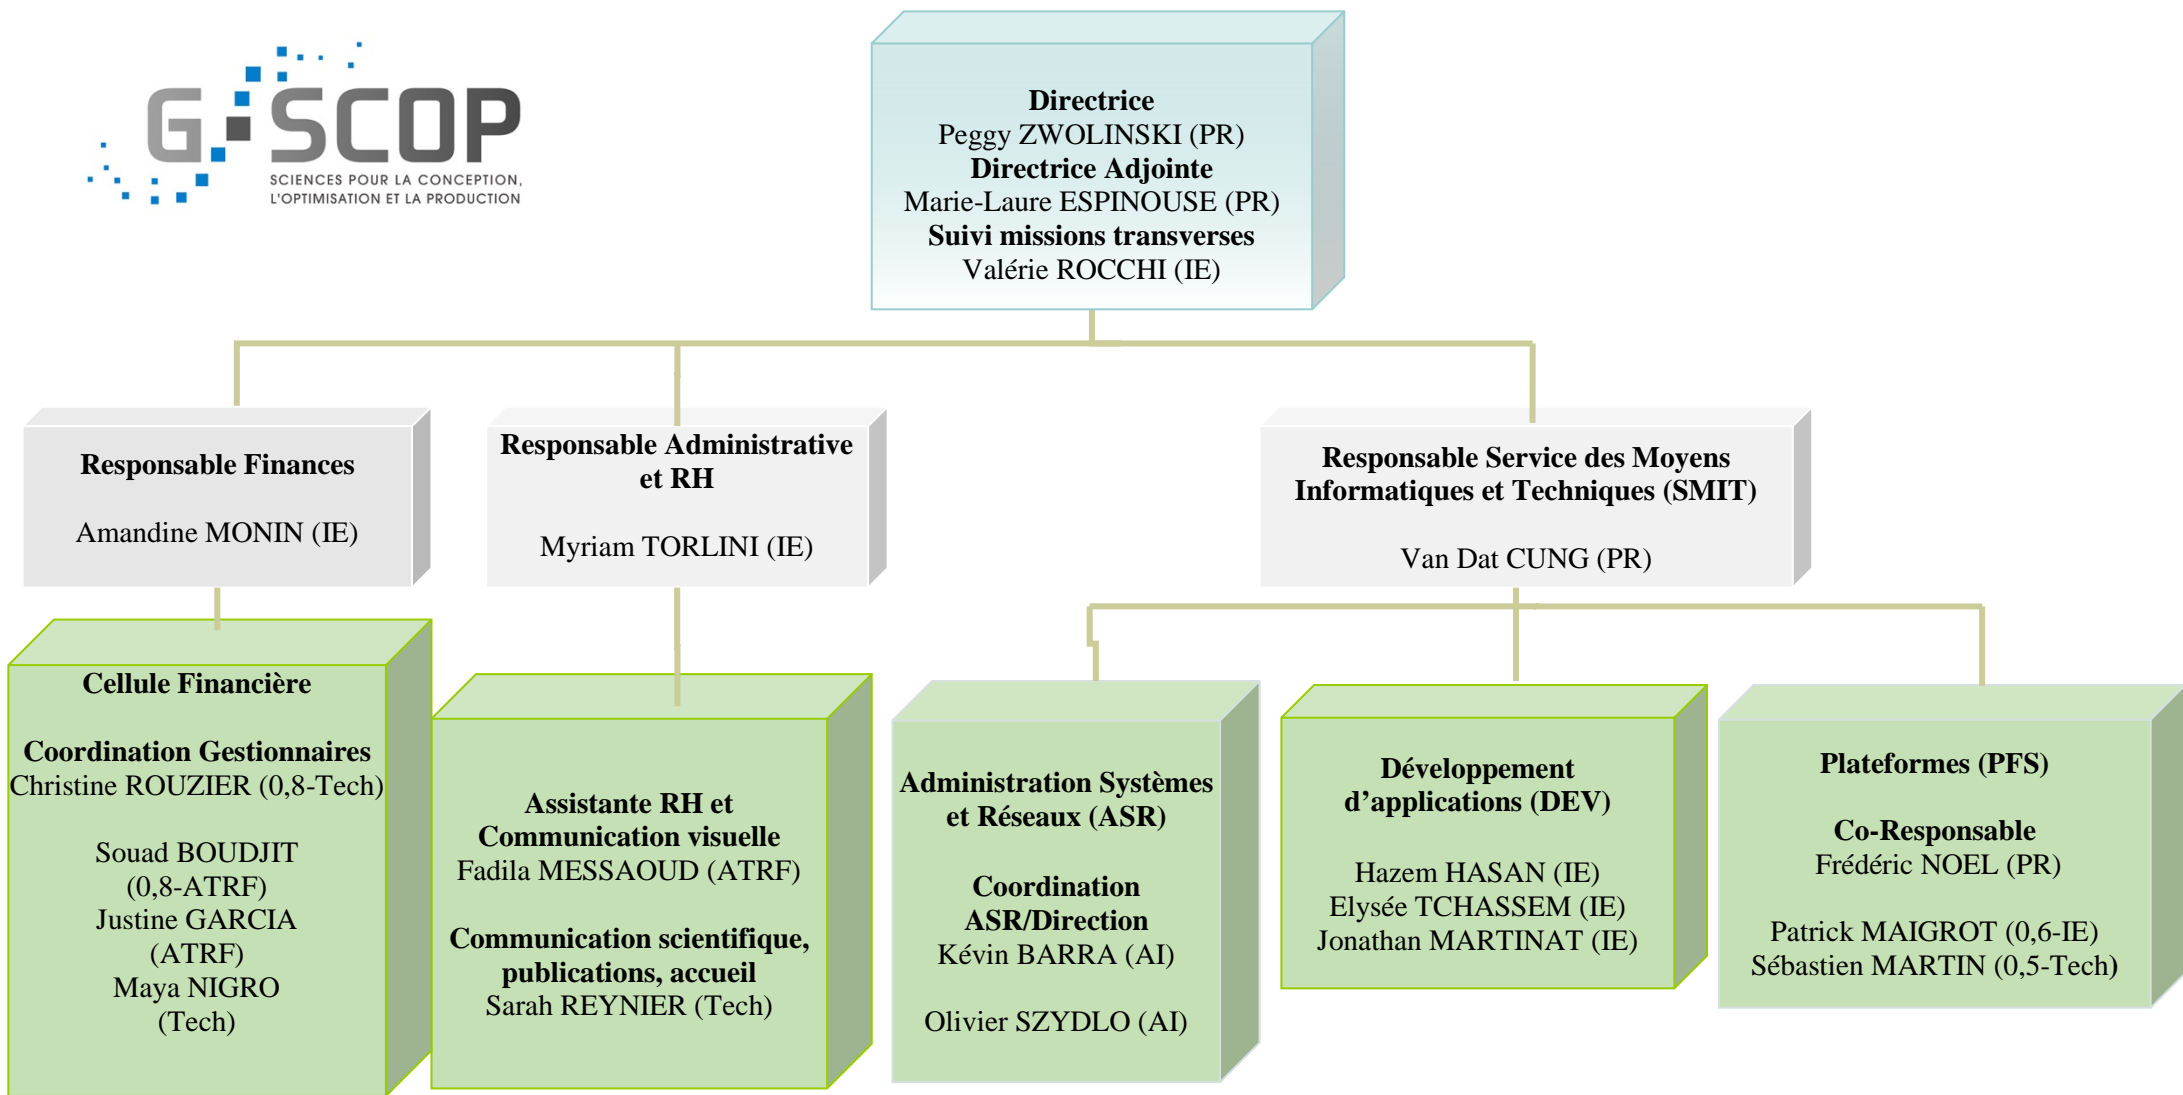 G SCOP
SCIENCES POUR LA CONCEPTION,
L'OPTIMISATION ET LA PRODUCTION
Directrice
Peggy ZWOLINSKI (PR)
Directrice Adjointe
Marie-Laure ESPINOUSE (PR)
Suivi missions transverses
Valérie ROCCHI (IE)
Responsable Finances
Amandine MONIN (IE)
Responsable Administrative
et RH
Myriam TORLINI (IE)
Responsable Service des Moyens
Informatiques et Techniques (SMIT)
Van Dat CUNG (PR)
Cellule Financière
Coordination Gestionnaires
Christine ROUZIER (0,8-Tech)
Souad BOUDJIT
(0,8-ATRF)
Justine GARCIA
(ATRF)
Maya NIGRO
(Tech)
Assistante RH et
Communication visuelle
Fadila MESSAOUD (ATRF)
Communication scientifique,
publications, accueil
Sarah REYNIER (Tech)
Administration Systèmes
et Réseaux (ASR)
Coordination
ASR/Direction
Kévin BARRA (AI)
Olivier SZYDLO (AI)
Développement
d’applications (DEV)
Hazem HASAN (IE)
Elysée TCHASSEM (IE)
Jonathan MARTINAT (IE)
Plateformes (PFS)
Co-Responsable
Frédéric NOEL (PR)
Patrick MAIGROT (0,6-IE)
Sébastien MARTIN (0,5-Tech)